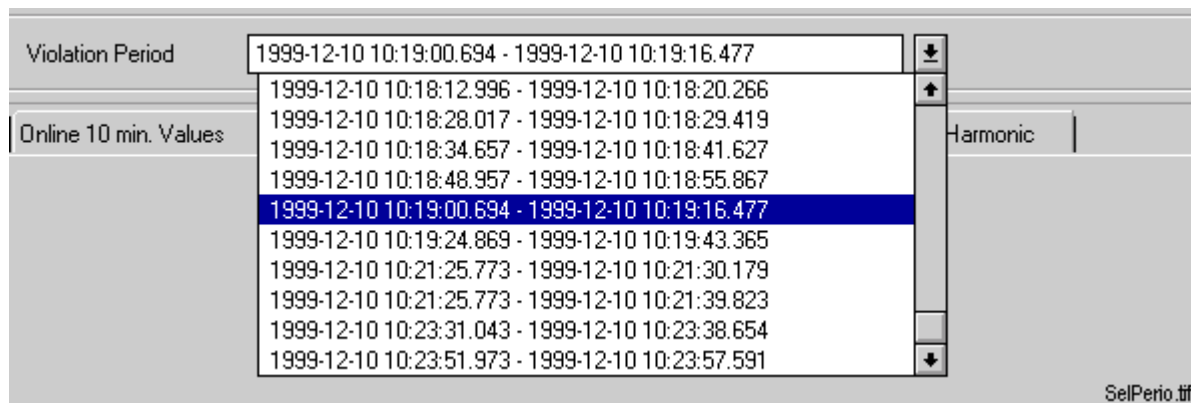 Violation Period 1999-12-10 10:19:00.694 - 1999-12-10 10:19:16.477
1999-12-10 10:18:12.996 - 1999-12-10 10:18:20.266
1999-12-10 10:18:28.017 - 1999-12-10 10:18:29.419
1999-12-10 10:18:34.657 - 1999-12-10 10:18:41.627
1999-12-10 10:18:48.957 - 1999-12-10 10:18:55.867
1999-12-10 10:19:00.694 - 1999-12-10 10:19:16.477
1999-12-10 10:19:24.869 - 1999-12-10 10:19:43.365
1999-12-10 10:21:25.773 - 1999-12-10 10:21:30.179
1999-12-10 10:21:25.773 - 1999-12-10 10:21:39.823
1999-12-10 10:23:31.043 - 1999-12-10 10:23:38.654
1999-12-10 10:23:51.973 - 1999-12-10 10:23:57.591
Online 10 min. Values
Harmonic
SelPerio.tif